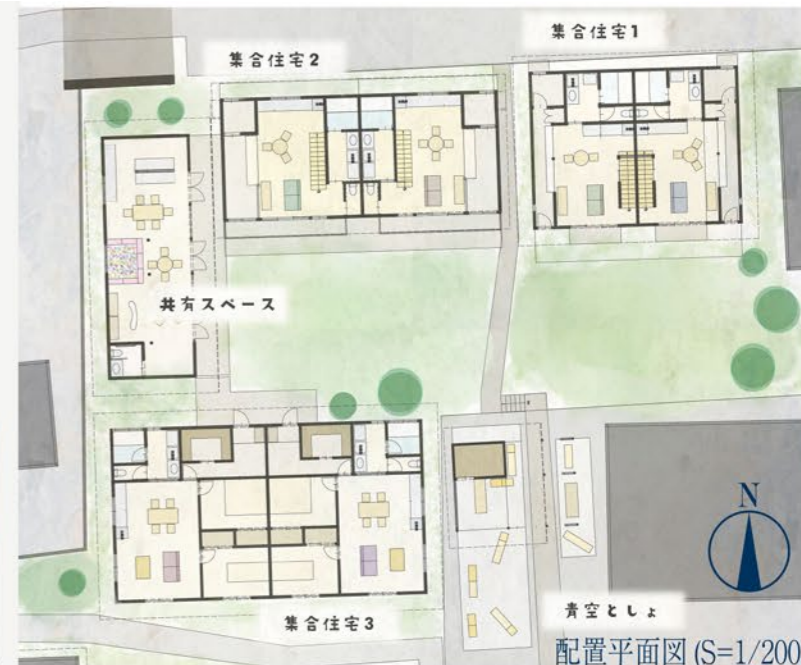 集合住宅1
集合住宅2
共有スペース
集合住宅3
青空としょ
N
配置平面図 (S=1/200)